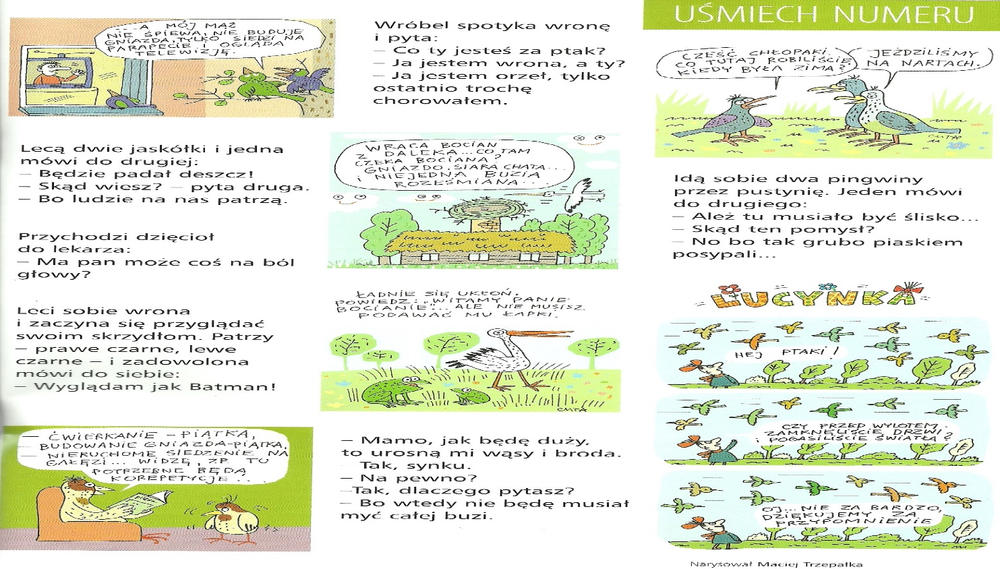 ... A MÓJ MĄŻ
NIE ŚPIEWA, NIE BUDUJE
GNIAZDA, TYLKO SIEDZI NA
PARAPECIE I OGLĄDA
TELEWIZJĘ.
Lecą dwie jaskółki i jedna
mówi do drugiej:
– Będzie padał deszcz!
– Skąd wiesz? – pyta druga.
– Bo ludzie na nas patrzą.
Przychodzi dzięcioł
do lekarza:
– Ma pan może coś na ból
głowy?
Leci sobie wrona
i zaczyna się przyglądać
swoim skrzydłom. Patrzy
– prawe czarne, lewe
czarne – i zadowolona
mówi do siebie:
– Wyglądam jak Batman!
– ĆWIERKANIE – PIĄTKA,
– BUDOWANIE GNIAZDA-PIĄTKA,
– NIERUCHOME SIEDZENIE NA
GAŁĘZI... WIDZĘ, ŻE TU
POTRZEBNE BĘDĄ
KOREPETYCJE...
Wróbel spotyka wronę
i pyta:
– Co ty jesteś za ptak?
– Ja jestem wrona, a ty?
– Ja jestem orzeł, tylko
ostatnio trochę
chorowałem.
WRACA BOCIAN
Z DALEKA... CO TAM
CZEKA BOCIANA?
GNIAZDO, STARA CHATA...
I NIEJEDNA BUZIA
ROZEŚMIANA...
ŁADNIE SIĘ UKŁOŃ,
POWIEDZ: „WITAMY PANIE
BOCIANIE"... ALE NIE MUSISZ
PODAWAĆ MU ŁAPKI.
– Mamo, jak będę duży,
to urosną mi wąsy i broda.
– Tak, synku.
– Na pewno?
–Tak, dlaczego pytasz?
– Bo wtedy nie będę musiał
myć całej buzi.
UŚMIECH NUMERU
CZEŚĆ CHŁOPAKI.
CO TUTAJ ROBILIŚCIE,
KIEDY BYŁA ZIMA?
JEŹDZILIŚMY
NA NARTACH.
Idą sobie dwa pingwiny
przez pustynię. Jeden mówi
do drugiego:
– Ależ tu musiało być ślisko...
– Skąd ten pomysł?
– No bo tak grubo piaskiem
posypali...
LUCYNKA
HEJ PTAKI!
CZY PRZED WYLOTEM
ZAMKNĘLIŚCIE DRZWI
I POGASILIŚCIE ŚWIATŁA?
OJ... NIE ZA BARDZO,
DZIĘKUJEMY ZA
PRZYPOMNIENIE
Narysował Maciej Trzepałka